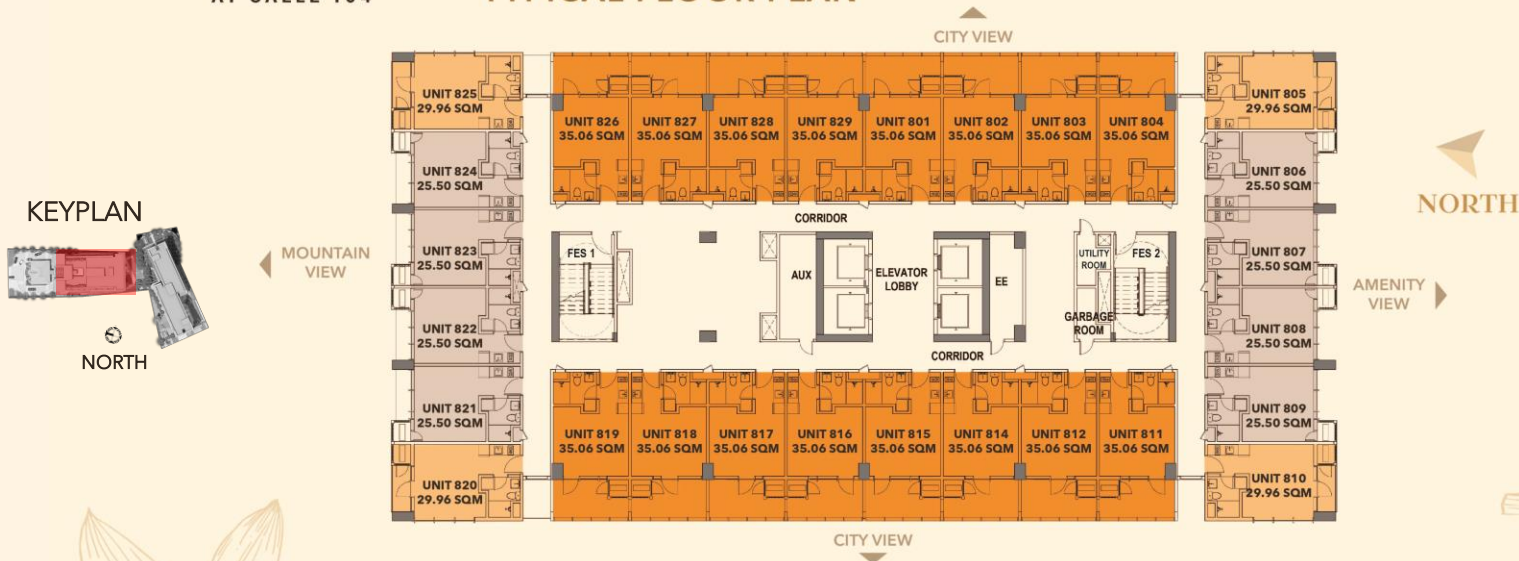 CITY VIEW
UNIT 825
29.96 SQM
UNIT 826
35.06 SQM
UNIT 827
35.06 SQM
UNIT 828
35.06 SQM
UNIT 829
35.06 SQM
UNIT 801
35.06 SQM
UNIT 802
35.06 SQM
UNIT 803
35.06 SQM
UNIT 804
35.06 SQM
UNIT 805
29.96 SQM
UNIT 824
25.50 SQM
UNIT 806
25.50 SQM
NORTH
KEYPLAN
NORTH
MOUNTAIN
VIEW
CORRIDOR
UNIT 823
25.50 SQM
FES 1
AUX
ELEVATOR
LOBBY
EE
UTILITY
ROOM
FES 2
UNIT 807
25.50 SQM
AMENITY
VIEW
GARBAGE
ROOM
UNIT 822
25.50 SQM
UNIT 808
25.50 SQM
CORRIDOR
UNIT 821
25.50 SQM
UNIT 809
25.50 SQM
UNIT 819
35.06 SQM
UNIT 818
35.06 SQM
UNIT 817
35.06 SQM
UNIT 816
35.06 SQM
UNIT 815
35.06 SQM
UNIT 814
35.06 SQM
UNIT 812
35.06 SQM
UNIT 811
35.06 SQM
UNIT 820
29.96 SQM
UNIT 810
29.96 SQM
CITY VIEW